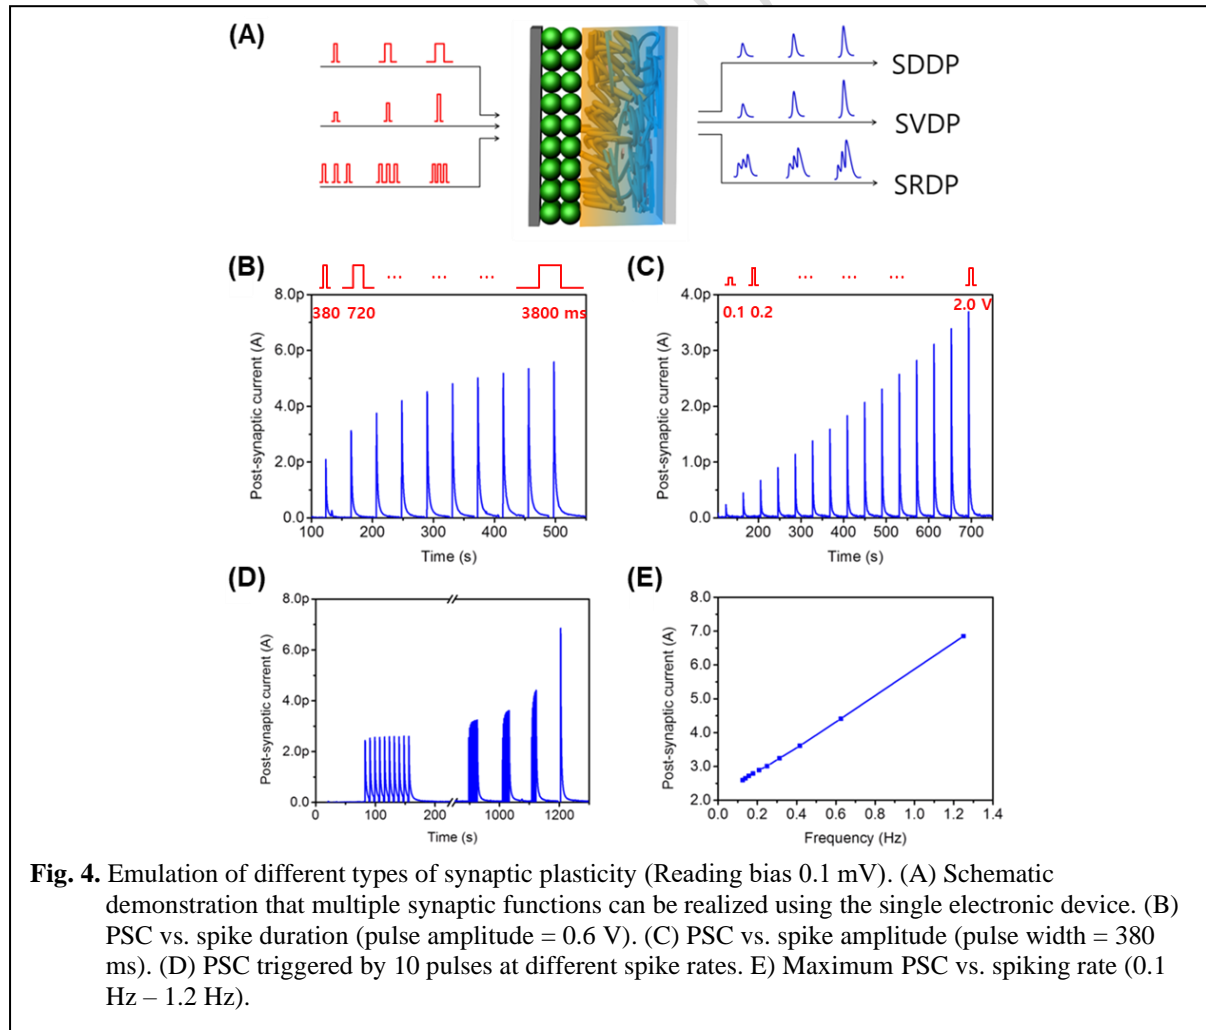 (A)
SDDP
SVDP
SRDP
(B)
380 720 ... ... ... 3800 ms
8.0p
6.0p
4.0p
2.0p
0.0
100 200 300 400 500
Time (s)
Post-synaptic current (A)
(C)
0.1 0.2 ... ... ... 2.0 V
4.0p
3.0p
2.0p
1.0p
0.0
200 300 400 500 600 700
Time (s)
Post-synaptic current (A)
(D)
8.0p
6.0p
4.0p
2.0p
0.0
0 100 200 1000 1200
Time (s)
Post-synaptic current (A)
(E)
8.0
7.0
6.0
5.0
4.0
3.0
2.0
0.0 0.2 0.4 0.6 0.8 1.0 1.2 1.4
Frequency (Hz)
Post-synaptic current (A)
Fig. 4. Emulation of different types of synaptic plasticity (Reading bias 0.1 mV). (A) Schematic
demonstration that multiple synaptic functions can be realized using the single electronic device. (B)
PSC vs. spike duration (pulse amplitude = 0.6 V). (C) PSC vs. spike amplitude (pulse width = 380
ms). (D) PSC triggered by 10 pulses at different spike rates. E) Maximum PSC vs. spiking rate (0.1
Hz – 1.2 Hz).